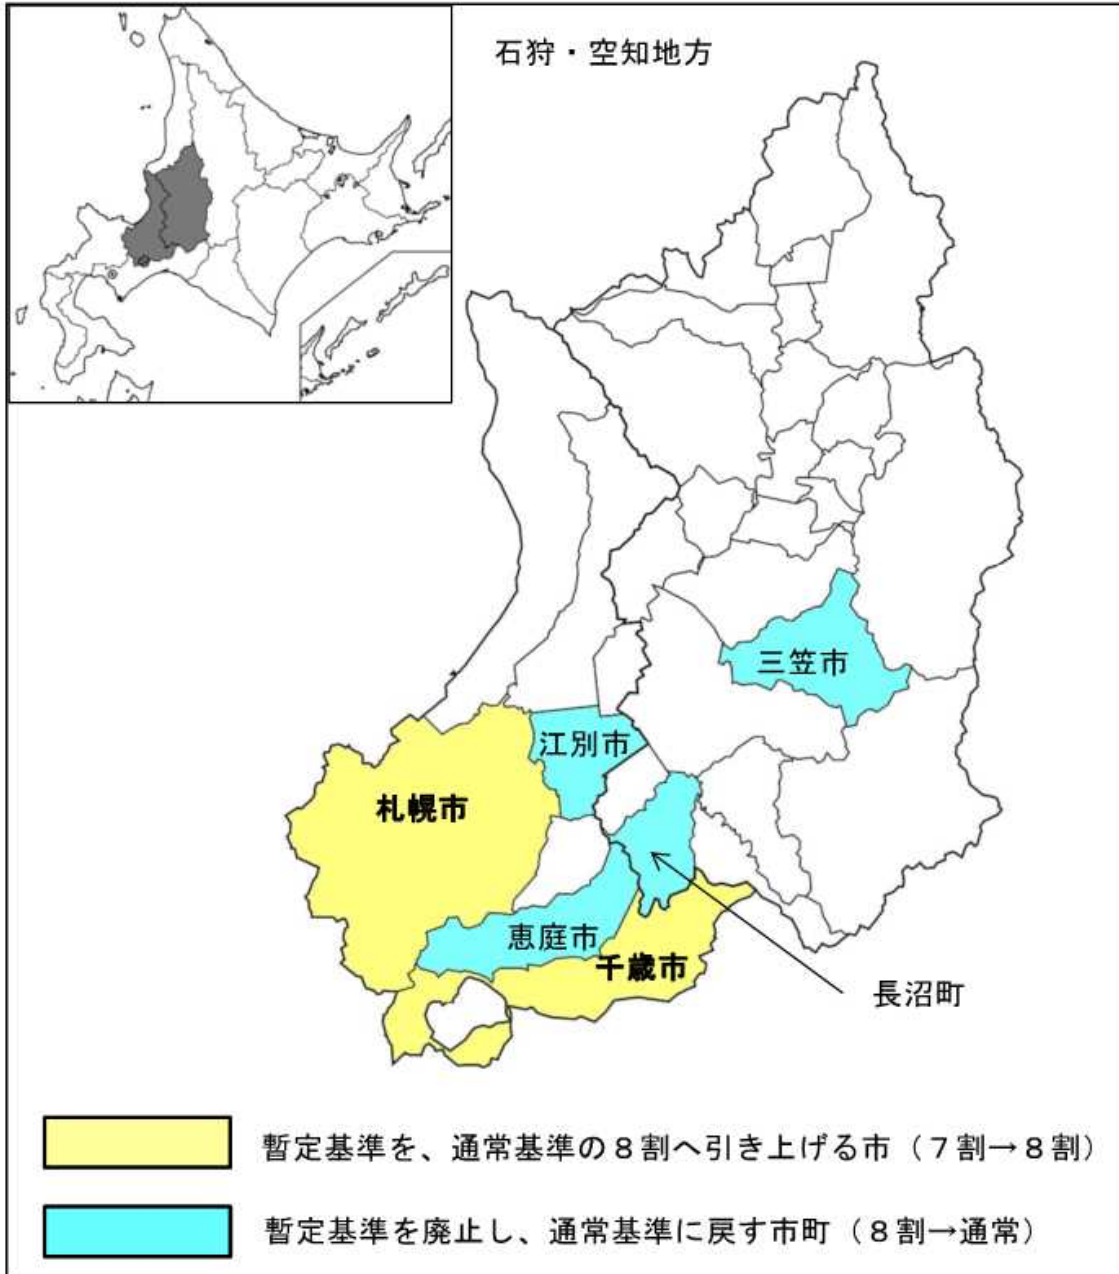 石狩・空知地方
三笠市
江別市
札幌市
恵庭市
千歳市
長沼町
暫定基準を、通常基準の８割へ引き上げる市（７割→８割）
暫定基準を廃止し、通常基準に戻す市町（８割→通常）